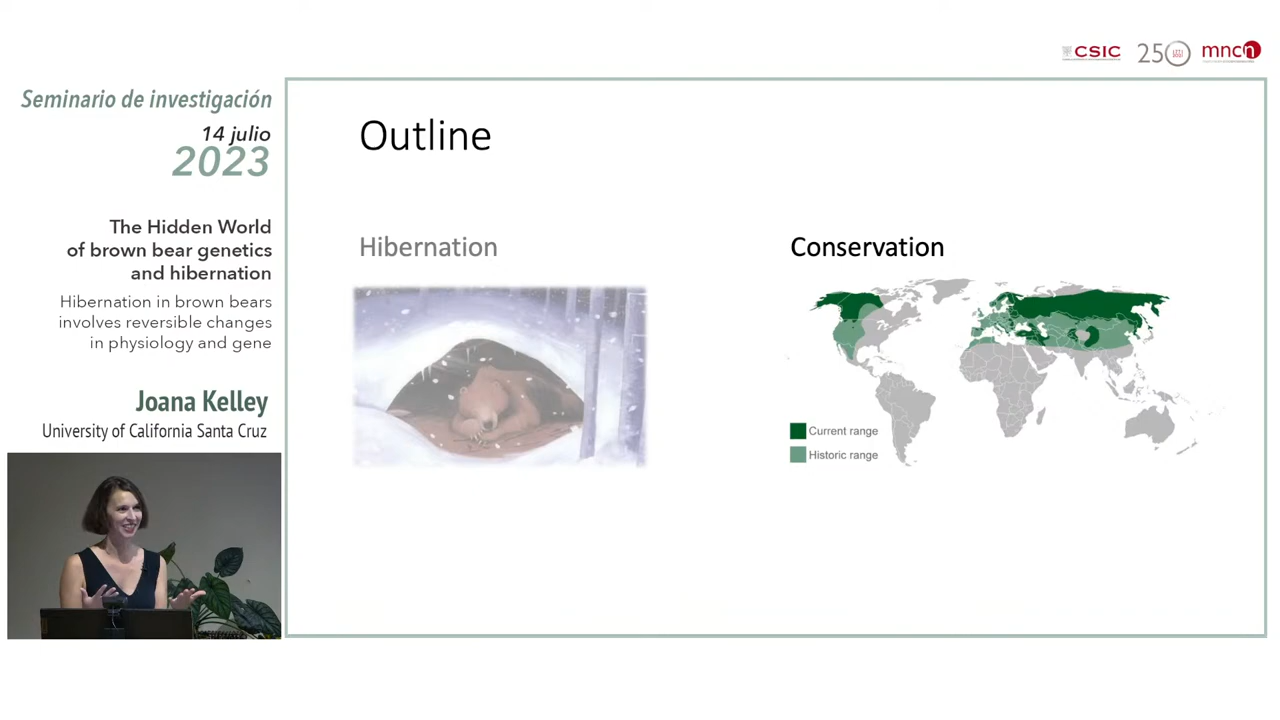 CSIC
250
mncn
Seminario de investigación
14 julio
2023
The Hidden World
of brown bear genetics
and hibernation
Hibernation in brown bears
involves reversible changes
in physiology and gene
Joana Kelley
University of California Santa Cruz
Outline
Hibernation
Conservation
Current range
Historic range